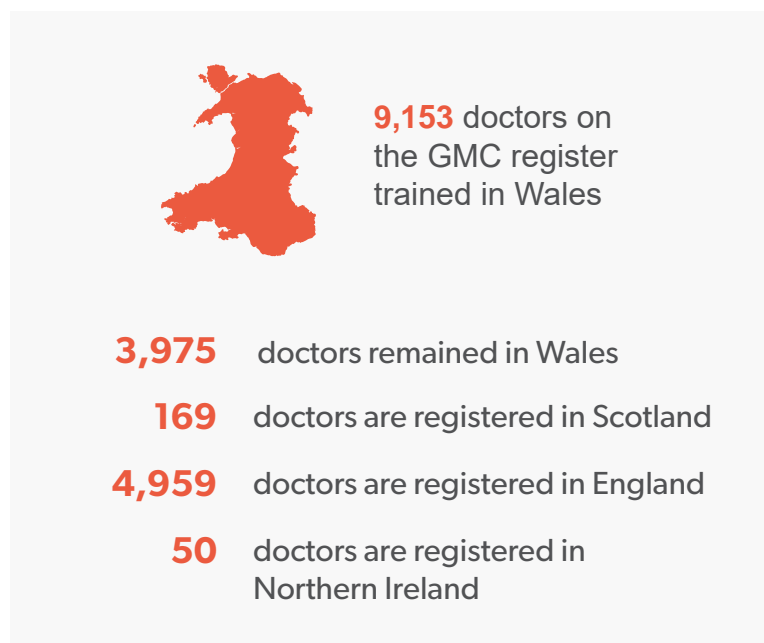 9,153 doctors on
the GMC register
trained in Wales
3,975 doctors remained in Wales
169 doctors are registered in Scotland
4,959 doctors are registered in England
50 doctors are registered in
Northern Ireland